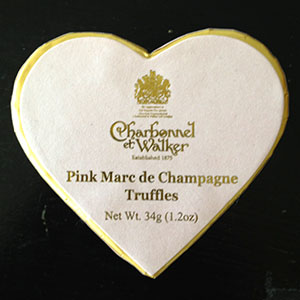 Charbonnel
et Walker
Established 1875
Pink Marc de Champagne
Truffles
Net Wt. 34g (1.2oz)